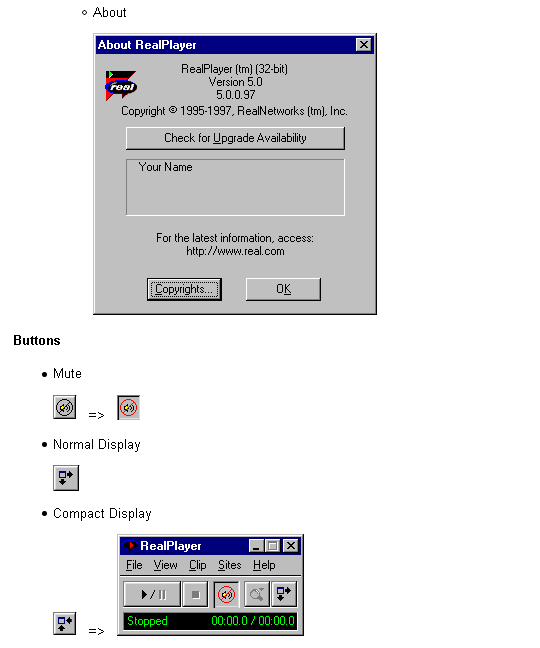 About
About RealPlayer
real
RealPlayer (tm) (32-bit)
Version 5.0
5.0.0.97
Copyright © 1995-1997, RealNetworks (tm), Inc.
Check for Upgrade Availability
Your Name
For the latest information, access:
http://www.real.com
Copyrights... OK
Buttons
Mute
=>
Normal Display
Compact Display
=>
RealPlayer
File View Clip Sites Help
Stopped 00:00.0 / 00:00.0